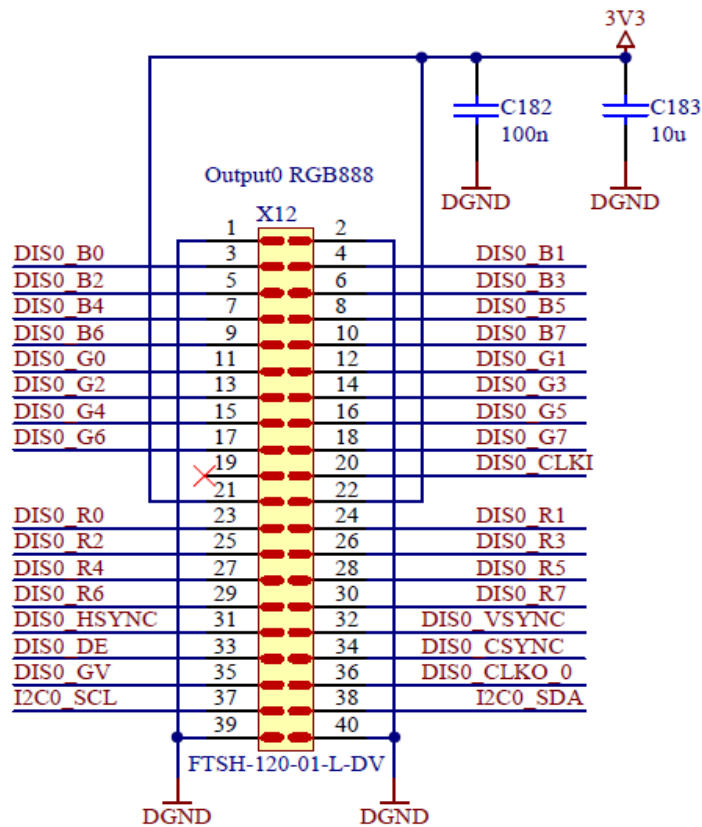 3V3
C182
100n
C183
10u
DGND
DGND
Output0 RGB888
X12
1 2
DIS0_B0 3 4 DIS0_B1
DIS0_B2 5 6 DIS0_B3
DIS0_B4 7 8 DIS0_B5
DIS0_B6 9 10 DIS0_B7
DIS0_G0 11 12 DIS0_G1
DIS0_G2 13 14 DIS0_G3
DIS0_G4 15 16 DIS0_G5
DIS0_G6 17 18 DIS0_G7
19 20 DIS0_CLKI
21 22
DIS0_R0 23 24 DIS0_R1
DIS0_R2 25 26 DIS0_R3
DIS0_R4 27 28 DIS0_R5
DIS0_R6 29 30 DIS0_R7
DIS0_HSYNC 31 32 DIS0_VSYNC
DIS0_DE 33 34 DIS0_CSYNC
DIS0_GV 35 36 DIS0_CLKO_0
I2C0_SCL 37 38 I2C0_SDA
39 40
FTSH-120-01-L-DV
DGND
DGND